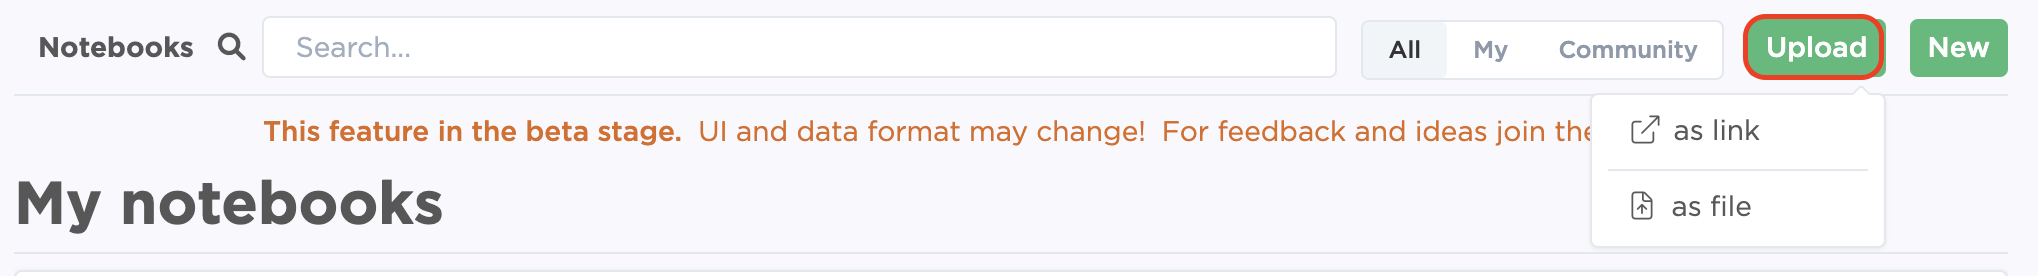 Notebooks Search... All My Community Upload New
This feature in the beta stage. UI and data format may change! For feedback and ideas join the
as link
My notebooks
as file